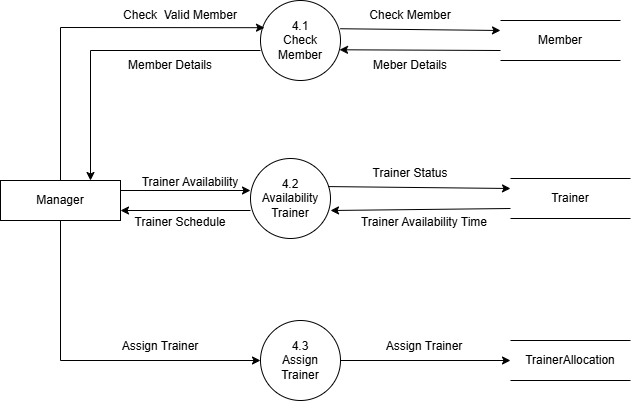 Check  Valid Member
4.1
Check
Member
Check Member
Member
Member Details
Meber Details
Manager
Trainer Availability
4.2
Availability
Trainer
Trainer Status
Trainer
Trainer Schedule
Trainer Availability Time
Assign Trainer
4.3
Assign
Trainer
Assign Trainer
TrainerAllocation